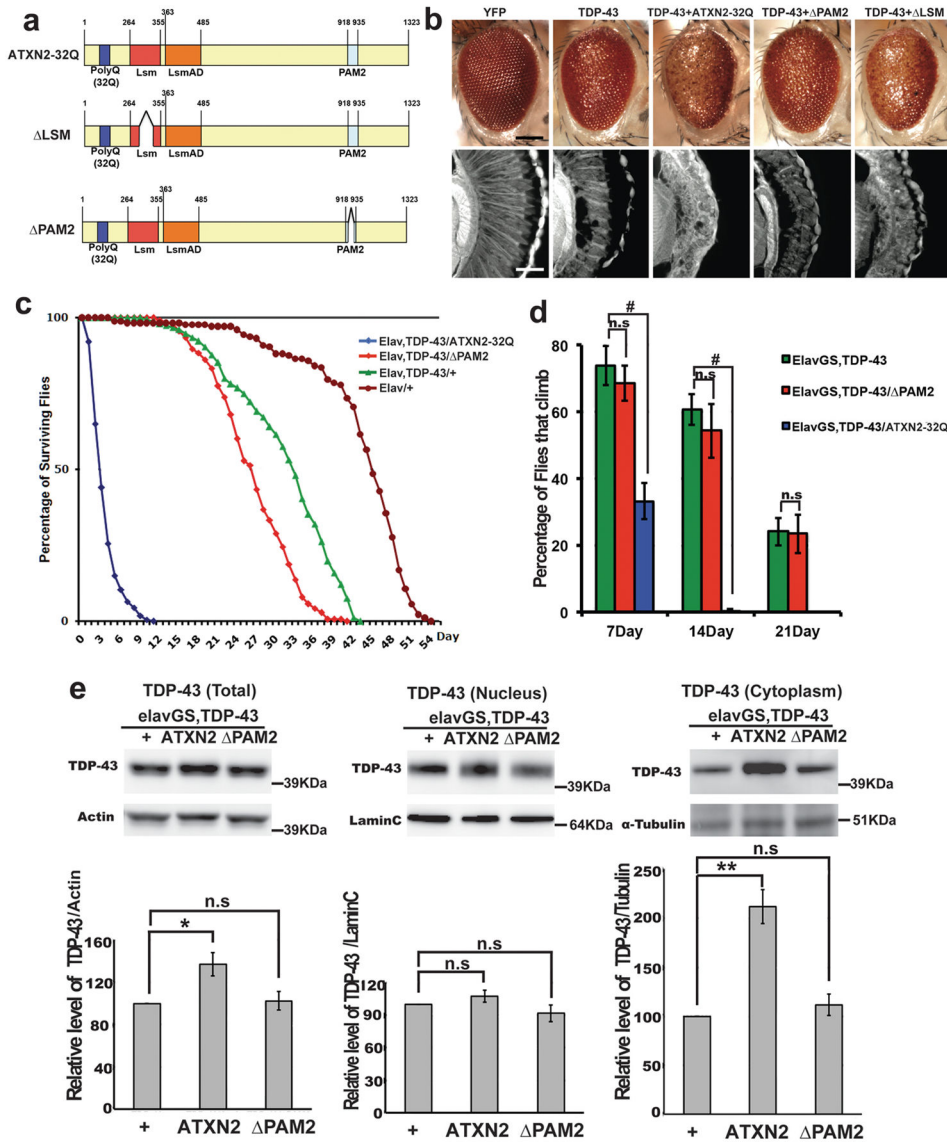 a
ATXN2-32Q
1 264 355 363 485 918 935 1323
PolyQ (32Q) Lsm LsmAD PAM2
ΔLSM
1 264 355 363 485 918 935 1323
PolyQ (32Q) Lsm LsmAD PAM2
ΔPAM2
1 264 355 363 485 918 935 1323
PolyQ (32Q) Lsm LsmAD PAM2
b
YFP TDP-43 TDP-43+ATXN2-32Q TDP-43+ΔPAM2 TDP-43+ΔLSM
c
Percentage of Surviving Flies
100
50
0
0 3 6 9 12 15 18 21 24 27 30 33 36 39 42 45 48 51 54 Day
Elav,TDP-43/ATXN2-32Q
Elav,TDP-43/ΔPAM2
Elav,TDP-43/+
Elav/+
d
Percentage of Flies that climb
80
60
40
20
0
# n.s
# n.s
n.s
7Day 14Day 21Day
ElavGS,TDP-43
ElavGS,TDP-43/ΔPAM2
ElavGS,TDP-43/ATXN2-32Q
e
TDP-43 (Total)
elavGS,TDP-43
+ ATXN2 ΔPAM2
TDP-43
39KDa
Actin
39KDa
TDP-43 (Nucleus)
elavGS,TDP-43
+ ATXN2 ΔPAM2
TDP-43
39KDa
LaminC
64KDa
TDP-43 (Cytoplasm)
elavGS,TDP-43
+ ATXN2 ΔPAM2
TDP-43
39KDa
α-Tubulin
51KDa
Relative level of TDP-43/Actin
160
120
80
40
0
n.s
*
+ ATXN2 ΔPAM2
Relative level of TDP-43 /LaminC
120
90
60
30
0
n.s
n.s
+ ATXN2 ΔPAM2
Relative level of TDP-43/Tubulin
250
200
150
100
50
0
n.s
**
+ ATXN2 ΔPAM2